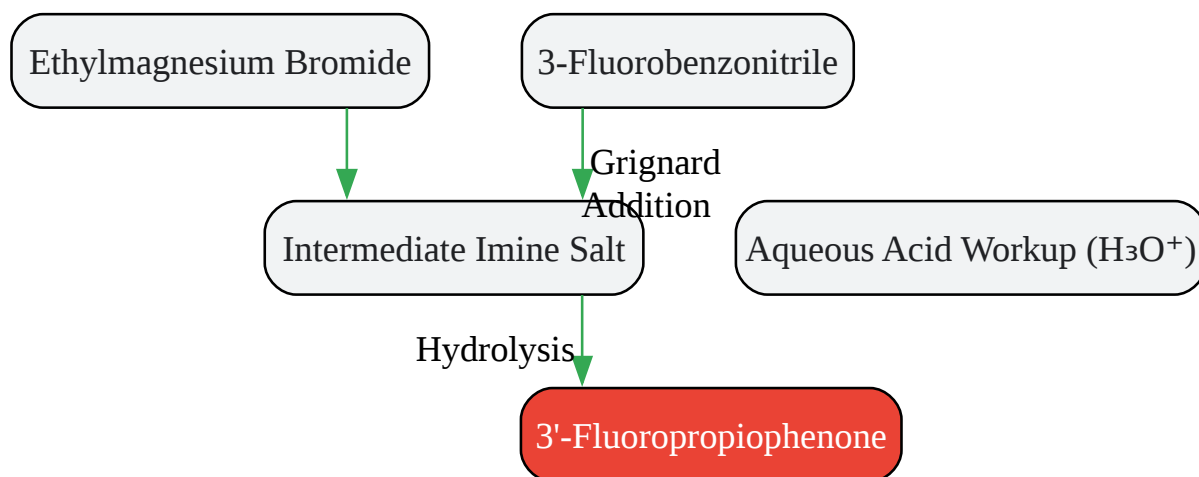 Ethylmagnesium Bromide
3-Fluorobenzonitrile
Grignard
Addition
Intermediate Imine Salt
Aqueous Acid Workup (H₃O⁺)
Hydrolysis
3'-Fluoropropiophenone